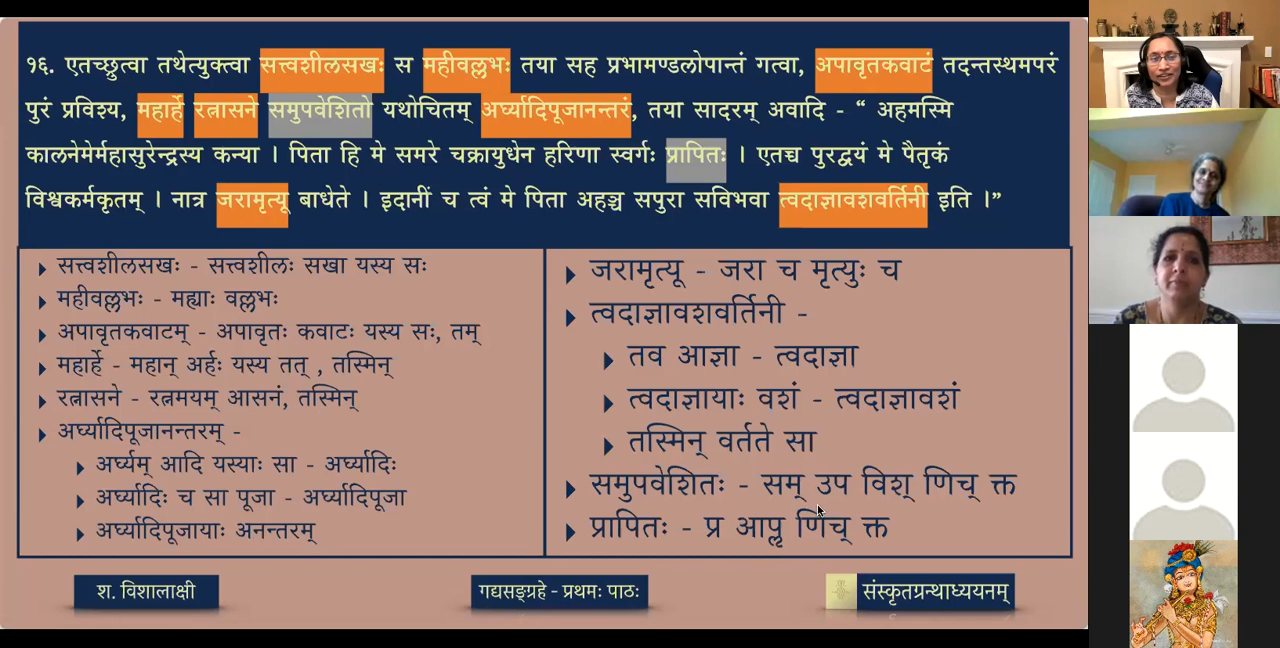 १६. एतच्छ्रुत्वा तथेत्युक्त्वा सत्त्वशीलसखः स महीवल्लभः तया सह प्रभामण्डलोपान्तं गत्वा, अपावृतकवाटं तदन्तस्थमपरं
पुरं प्रविश्य, महार्हे रत्नासने समुपवेशितो यथोचितम् अर्घ्यादिपूजानन्तरं, तया सादरम् अवादि - “ अहमस्मि
कालनेमेर्महासुरेन्द्रस्य कन्या । पिता हि मे समरे चक्रायुधेन हरिणा स्वर्गः प्रापितः । एतच्च पुरद्वयं मे पैतृकं
विश्वकर्मकृतम् । नात्र जरामृत्यू बाधेते । इदानीं च त्वं मे पिता अहञ्च सपुरा सविभवा त्वदाज्ञावशवर्तिनी इति ।”
सत्त्वशीलसखः - सत्त्वशीलः सखा यस्य सः
महीवल्लभः - मह्याः वल्लभः
अपावृतकवाटम् - अपावृतः कवाटः यस्य सः, तम्
महार्हे - महान् अर्हः यस्य तत् , तस्मिन्
रत्नासने - रत्नमयम् आसनं, तस्मिन्
अर्घ्यादिपूजानन्तरम् -
अर्घ्यम् आदि यस्याः सा - अर्घ्यादिः
अर्घ्यादिः च सा पूजा - अर्घ्यादिपूजा
अर्घ्यादिपूजायाः अनन्तरम्
जरामृत्यू - जरा च मृत्युः च
त्वदाज्ञावशवर्तिनी -
तव आज्ञा - त्वदाज्ञा
त्वदाज्ञायाः वशं - त्वदाज्ञावशं
तस्मिन् वर्तते सा
समुपवेशितः - सम् उप विश् णिच् क्त
प्रापितः - प्र आपॢ णिच् क्त
श. विशालाक्षी
गद्यसङ्ग्रहे - प्रथमः पाठः
संस्कृतग्रन्थाध्ययनम्